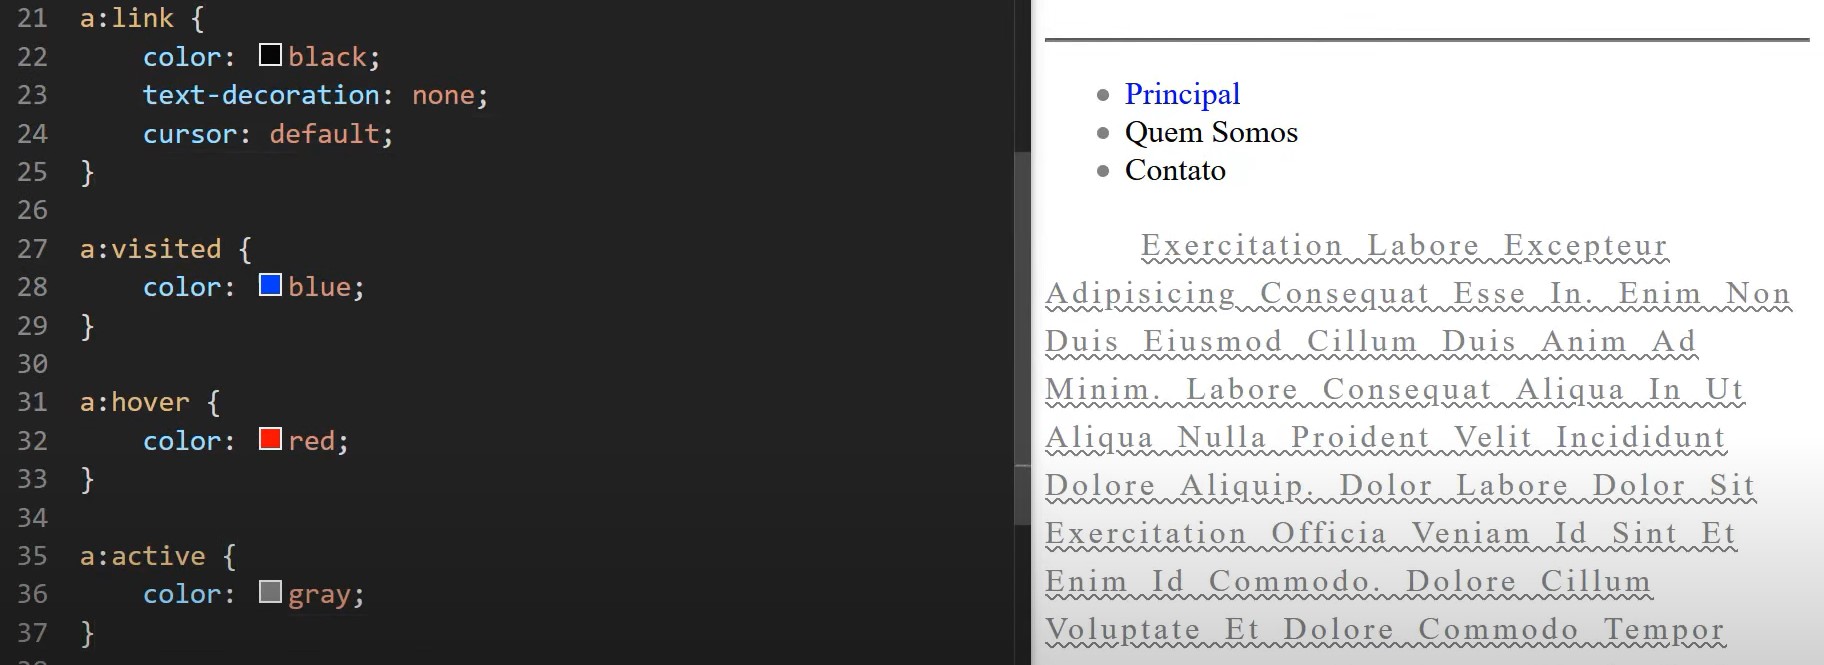 21 a:link {
22 color: black;
23 text-decoration: none;
24 cursor: default;
25 }
26
27 a:visited {
28 color: blue;
29 }
30
31 a:hover {
32 color: red;
33 }
34
35 a:active {
36 color: gray;
37 }
Principal
Quem Somos
Contato
Exercitation Labore Excepteur
Adipisicing Consequat Esse In. Enim Non
Duis Eiusmod Cillum Duis Anim Ad
Minim. Labore Consequat Aliqua In Ut
Aliqua Nulla Proident Velit Incididunt
Dolore Aliquip. Dolor Labore Dolor Sit
Exercitation Officia Veniam Id Sint Et
Enim Id Commodo. Dolore Cillum
Voluptate Et Dolore Commodo Tempor